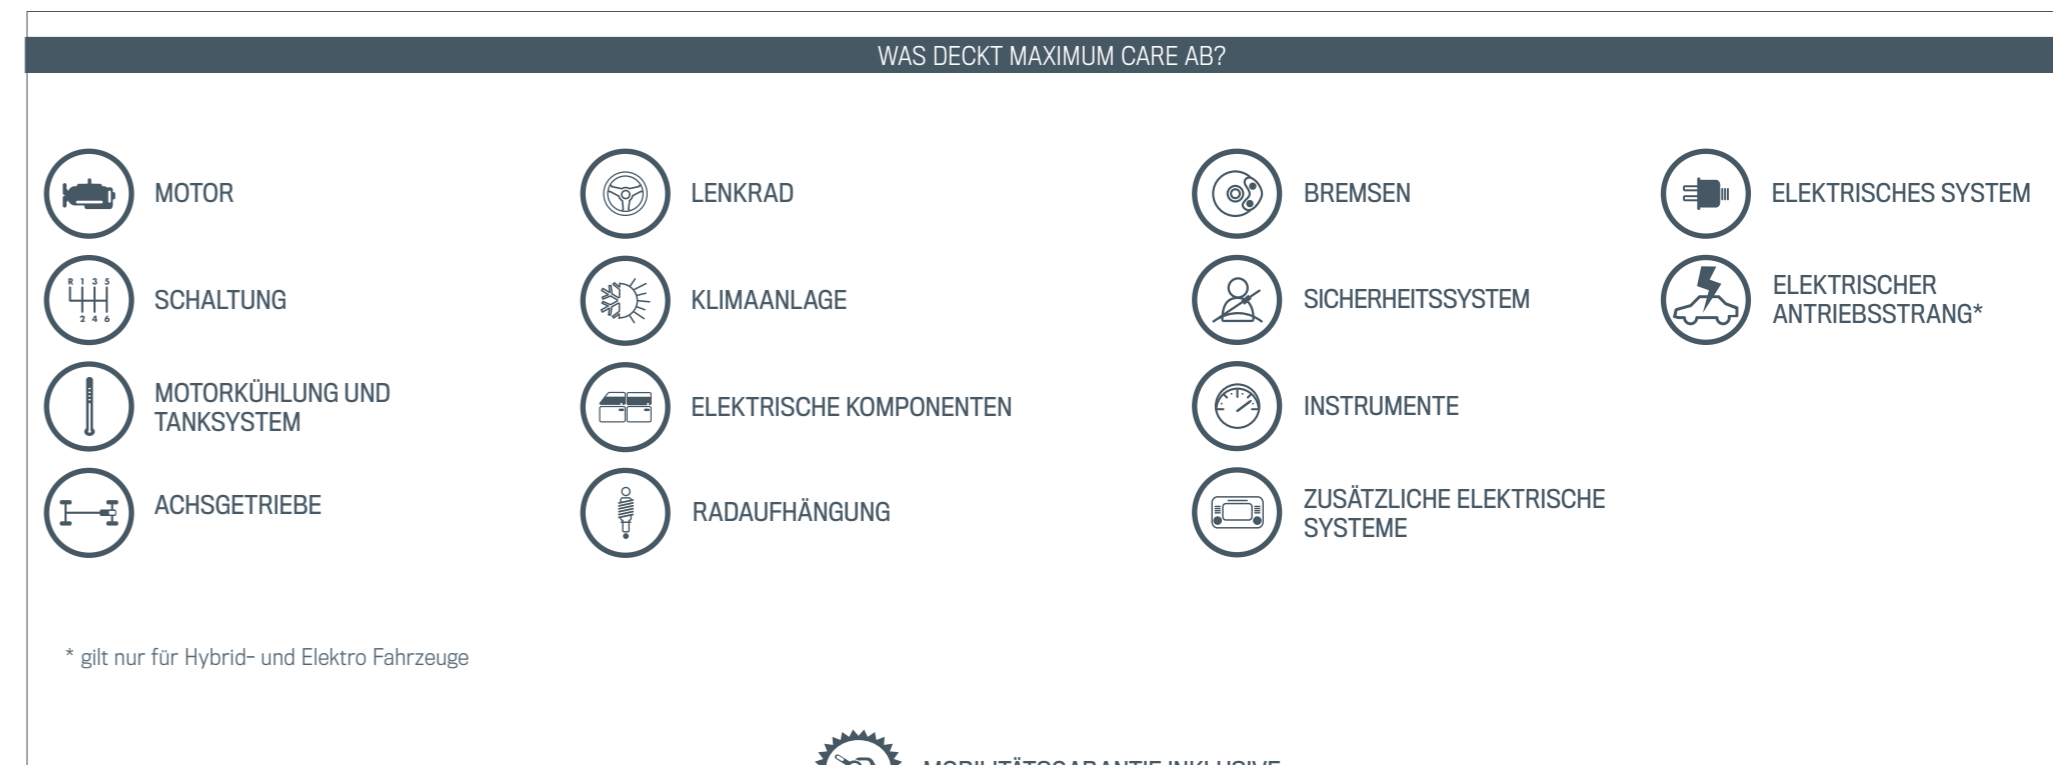 WAS DECKT MAXIMUM CARE AB?
MOTOR
SCHALTUNG
R 1 3 5
2 4 6
MOTORKÜHLUNG UND
TANKSYSTEM
ACHSGETRIEBE
LENKRAD
KLIMAANLAGE
ELEKTRISCHE KOMPONENTEN
RADAUFHÄNGUNG
BREMSEN
SICHERHEITSSYSTEM
INSTRUMENTE
ZUSÄTZLICHE ELEKTRISCHE
SYSTEME
ELEKTRISCHES SYSTEM
ELEKTRISCHER
ANTRIEBSSTRANG*
* gilt nur für Hybrid- und Elektro Fahrzeuge
MOBILITÄTSGARANTIE INKLUSIVE